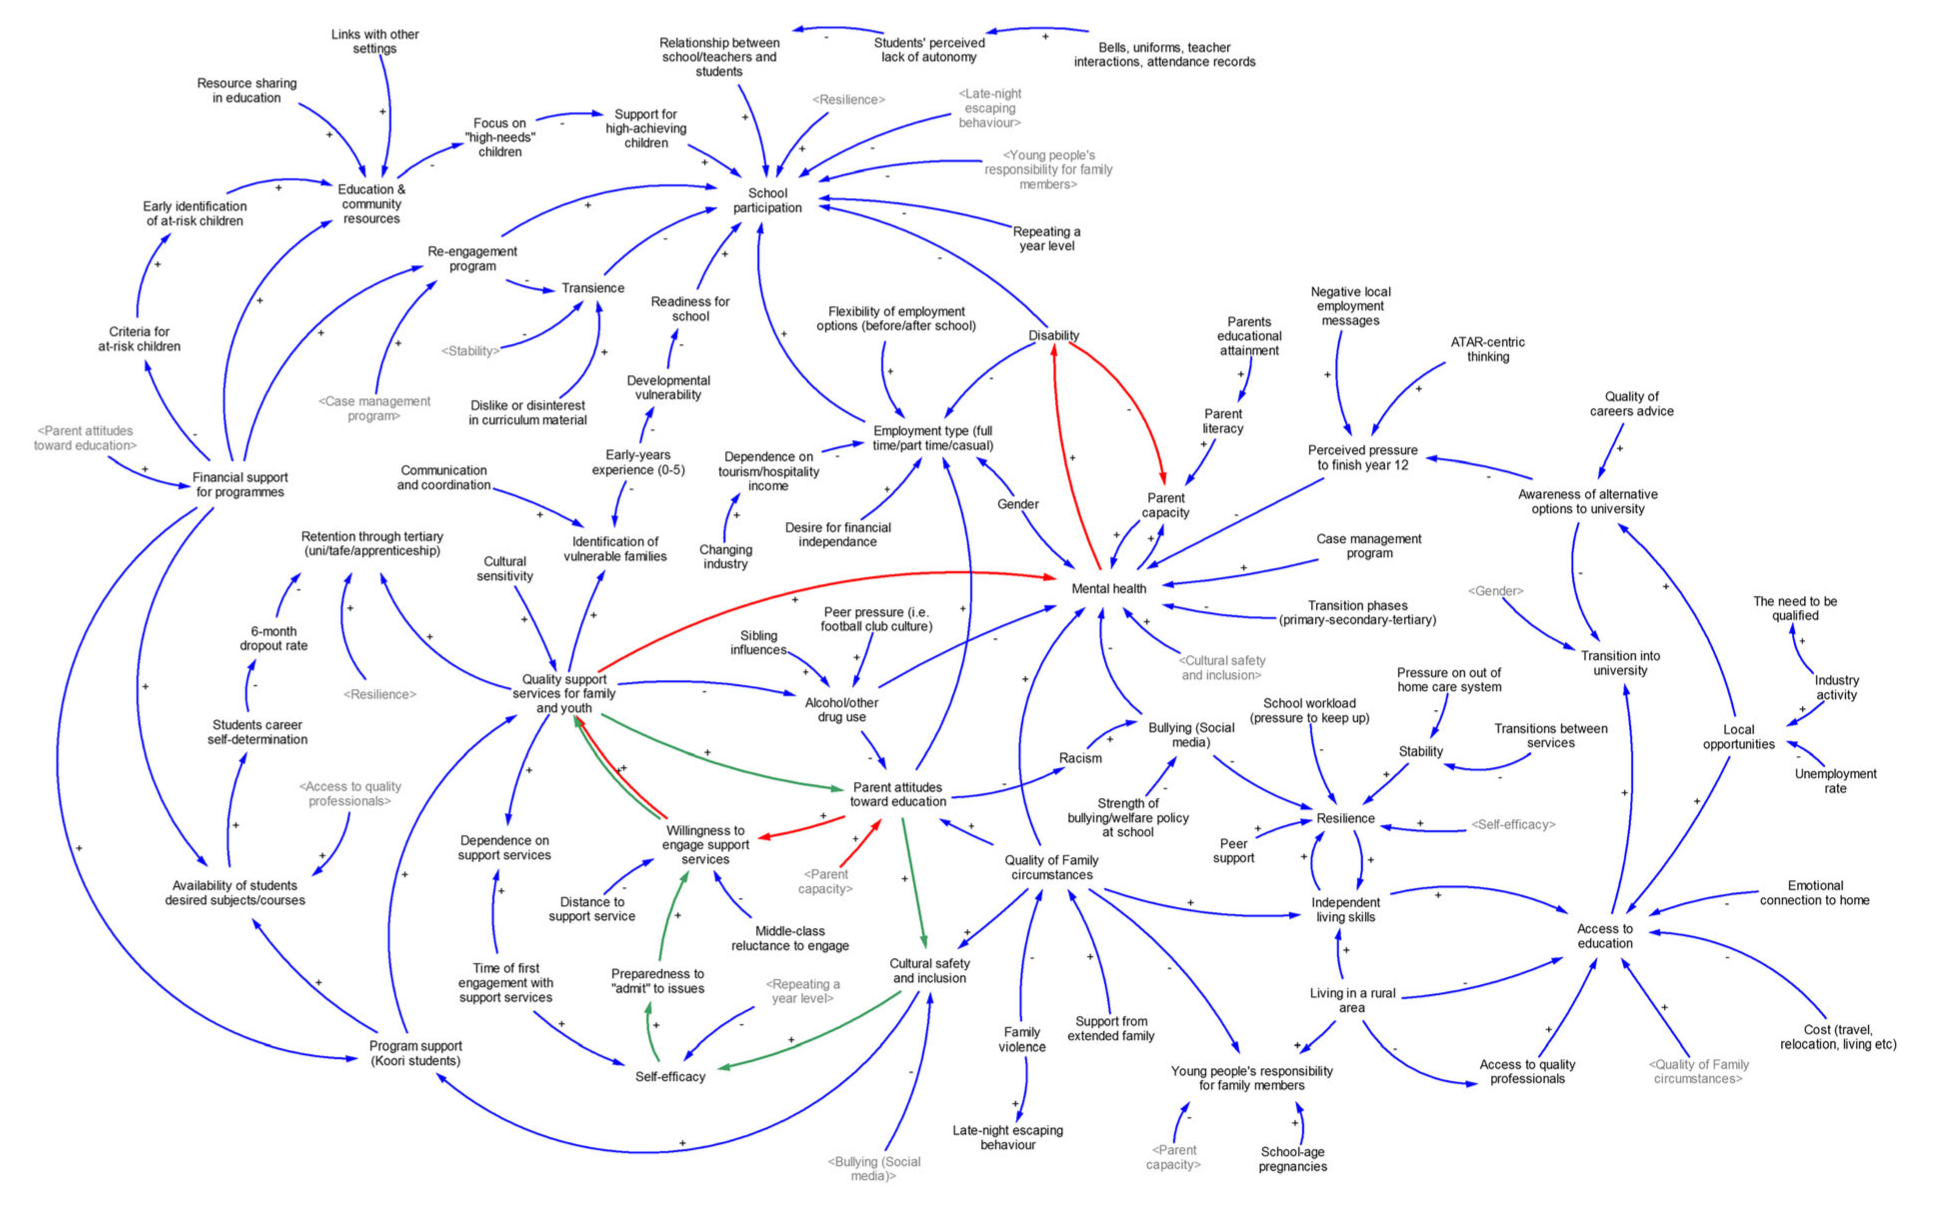 Links with other
settings
Relationship between
school/teachers and
students
Students' perceived
lack of autonomy
Bells, uniforms, teacher
interactions, attendance records
Resource sharing
in education
<Resilience>
<Late-night
escaping
behaviour>
Focus on
"high-needs"
children
Support for
high-achieving
children
<Young people's
responsibility for family
members>
Education &
community
resources
School
participation
Early identification
of at-risk children
Repeating a
year level
Re-engagement
program
Transience
Readiness for
school
Flexibility of employment
options (before/after school)
Disability
Negative local
employment
messages
Parents
educational
attainment
ATAR-centric
thinking
Criteria for
at-risk children
<Stability>
Developmental
vulnerability
<Case management
program>
Dislike or disinterest
in curriculum material
Parent
literacy
Quality of
careers advice
<Parent attitudes
toward education>
Employment type (full
time/part time/casual)
Perceived pressure
to finish year 12
Financial support
for programmes
Communication
and coordination
Early-years
experience (0-5)
Dependence on
tourism/hospitality
income
Gender
Parent
capacity
Awareness of alternative
options to university
Desire for financial
independance
Retention through tertiary
(uni/tafe/apprenticeship)
Identification of
vulnerable families
Changing
industry
Case management
program
Cultural
sensitivity
Mental health
<Gender>
Transition phases
(primary-secondary-tertiary)
The need to be
qualified
Peer pressure (i.e.
football club culture)
6-month
dropout rate
Sibling
influences
<Cultural safety
and inclusion>
Transition into
university
<Resilience>
Quality support
services for family
and youth
Pressure on out of
home care system
Industry
activity
Alcohol/other
drug use
School workload
(pressure to keep up)
Students career
self-determination
Bullying (Social
media)
Transitions between
services
Local
opportunities
Racism
Stability
<Access to quality
professionals>
Parent attitudes
toward education
Unemployment
rate
Strength of
bullying/welfare policy
at school
Resilience
<Self-efficacy>
Dependence on
support services
Willingness to
engage support
services
Peer
support
<Parent
capacity>
Quality of Family
circumstances
Availability of students
desired subjects/courses
Distance to
support service
Independent
living skills
Emotional
connection to home
Middle-class
reluctance to engage
Access to
education
Time of first
engagement with
support services
Preparedness to
"admit" to issues
Cultural safety
and inclusion
<Repeating a
year level>
Living in a rural
area
Family
violence
Support from
extended family
Cost (travel,
relocation, living etc)
Program support
(Koori students)
Self-efficacy
Young people's responsibility
for family members
Access to quality
professionals
<Quality of Family
circumstances>
Late-night escaping
behaviour
<Bullying (Social
media)>
<Parent
capacity>
School-age
pregnancies